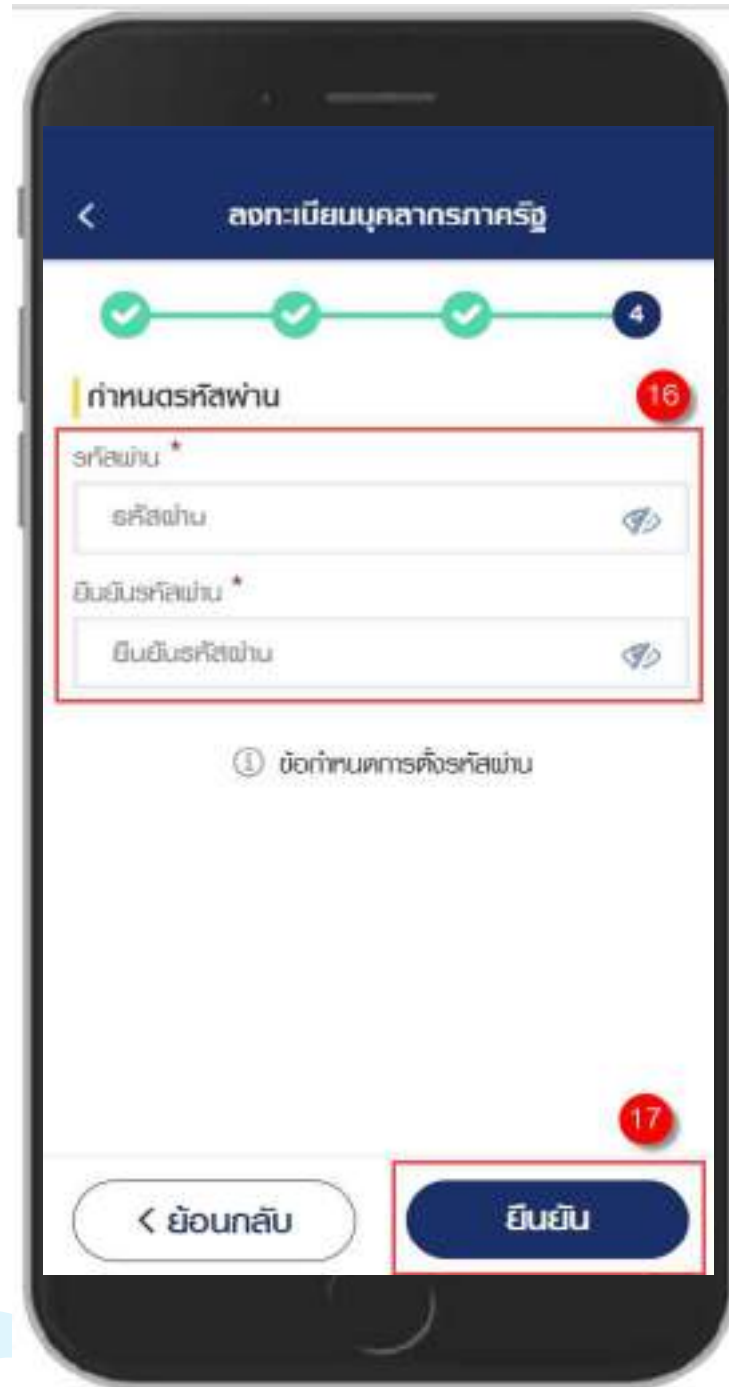 < ลงทะเบียนบุคลากรภาครัฐ
4
กำหนดรหัสผ่าน
16
รหัสผ่าน *
รหัสผ่าน
ยืนยันรหัสผ่าน *
ยืนยันรหัสผ่าน
ข้อกำหนดการตั้งรหัสผ่าน
17
< ย้อนกลับ
ยืนยัน